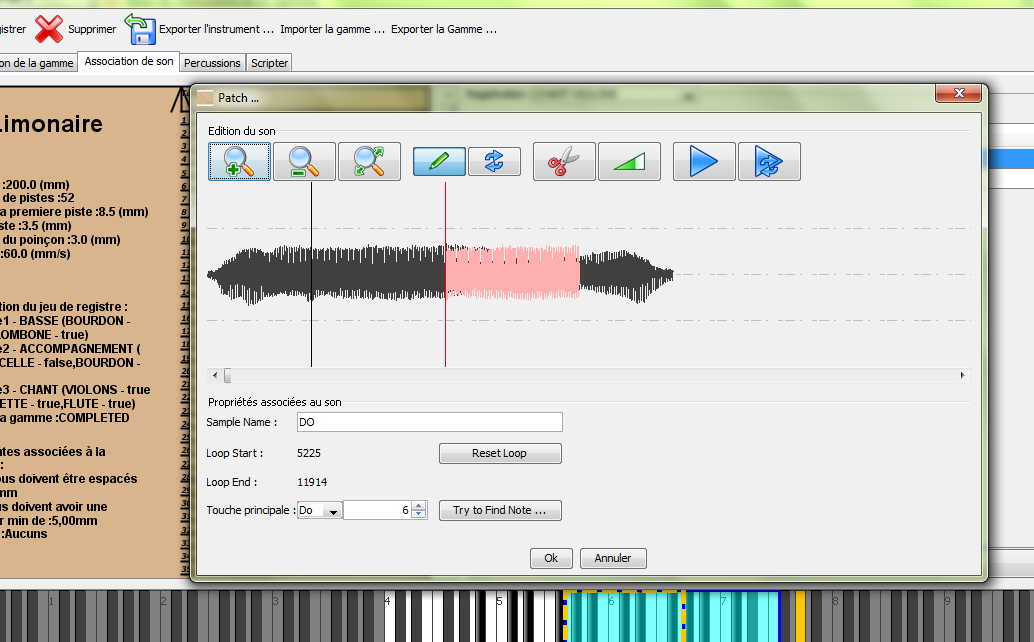 gistrer Supprimer Exporter l'instrument ... Importer la gamme ... Exporter la Gamme ...
on de la gamme Association de son Percussions Scripter
Limonaire
:200.0 (mm)
de pistes :52
a premiere piste :8.5 (mm)
ste :3.5 (mm)
du poinçon :3.0 (mm)
:60.0 (mm/s)
tion du jeu de registre :
e1 - BASSE (BOURDON -
OMBONE - true)
e2 - ACCOMPAGNEMENT (
CELLE - false,BOURDON -
e3 - CHANT (VIOLONS - true
ETTE - true,FLUTE - true)
a gamme :COMPLETED
ntes associées à la
:
ous doivent être espacés
mm
us doivent avoir une
r min de :5,00mm
:Aucuns
Patch ...
Edition du son
Propriétés associées au son
Sample Name : DO
Loop Start : 5225 Reset Loop
Loop End : 11914
Touche principale : Do 6 Try to Find Note ...
Ok Annuler
1 2 3 4 5 6 7 8 9